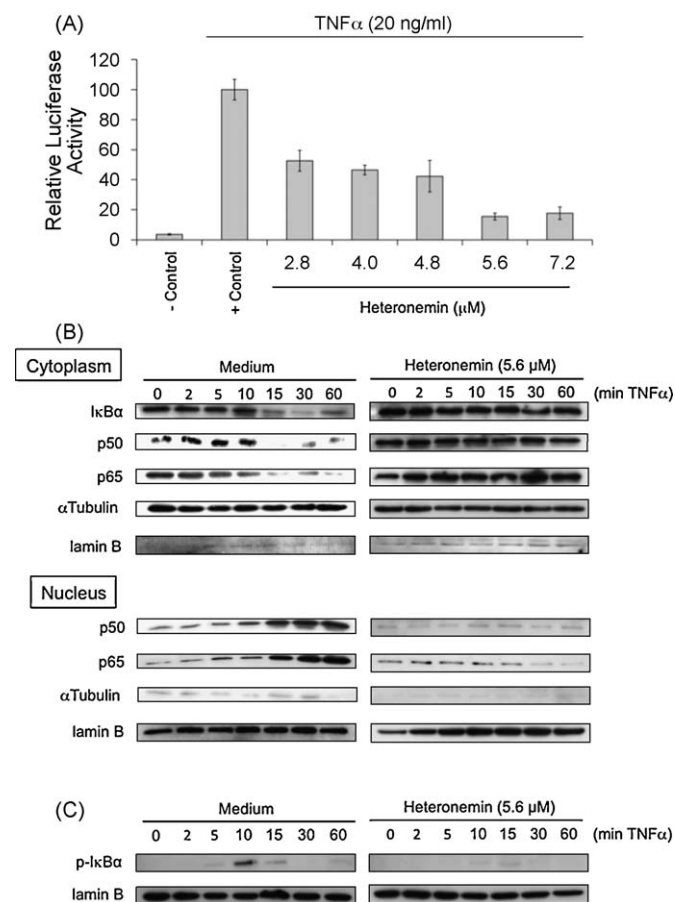 (A)
TNFα (20 ng/ml)
Relative Luciferase
Activity
120
100
80
60
40
20
0
- Control
+ Control
2.8 4.0 4.8 5.6 7.2
Heteronemin (µM)
(B)
Cytoplasm
Medium Heteronemin (5.6 µM)
0 2 5 10 15 30 60 0 2 5 10 15 30 60 (min TNFα)
IκBα
p50
p65
αTubulin
lamin B
Nucleus
p50
p65
αTubulin
lamin B
(C)
Medium Heteronemin (5.6 µM)
0 2 5 10 15 30 60 0 2 5 10 15 30 60 (min TNFα)
p-IκBα
lamin B